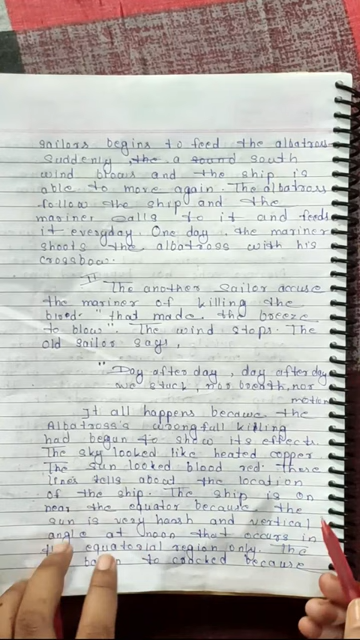 sailors begins to feed the albatross
Suddenly, the a sound south
wind blows and the ship is
able to move again. The albatross
follow the ship and the
mariner calls to it and feeds
it everyday. One day, the mariner
shoots the albatross with his
crossbow.
II
The another sailor accuse
the mariner of killing the
"that made the breeze
to blow". The wind stops. The
old sailor says,
"Day after day, day after day
we stuck, nor breath, nor
motion
It all happens because the
Albatross's wrongfull killing
had begun to show its effects.
The sky looked like heated copper
The sun looked blood red. These
lines tells about the location
of the ship. The ship is on
near the equator because the
sun is very harsh and vertical
angle at noon that occurs in
equatorial region only. The
to because